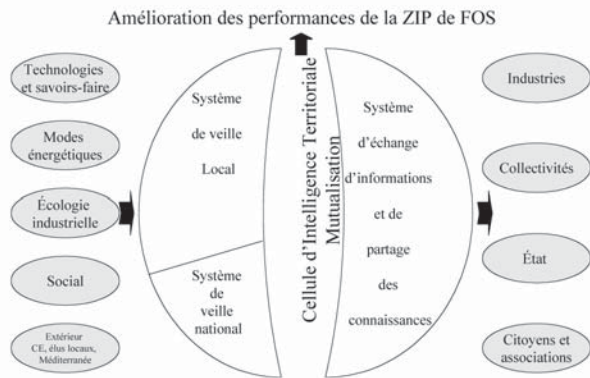 Amélioration des performances de la ZIP de FOS
Technologies
et savoirs-faire
Modes
énergétiques
Écologie
industrielle
Social
Extérieur
CE, élus locaux,
Méditerranée
Système
de veille
Local
Système
de
veille
national
Cellule d'Intelligence Territoriale
Mutualisation
Système
d'échange
d'informations
et de
partage
des
connaissances
Industries
Collectivités
État
Citoyens et
associations